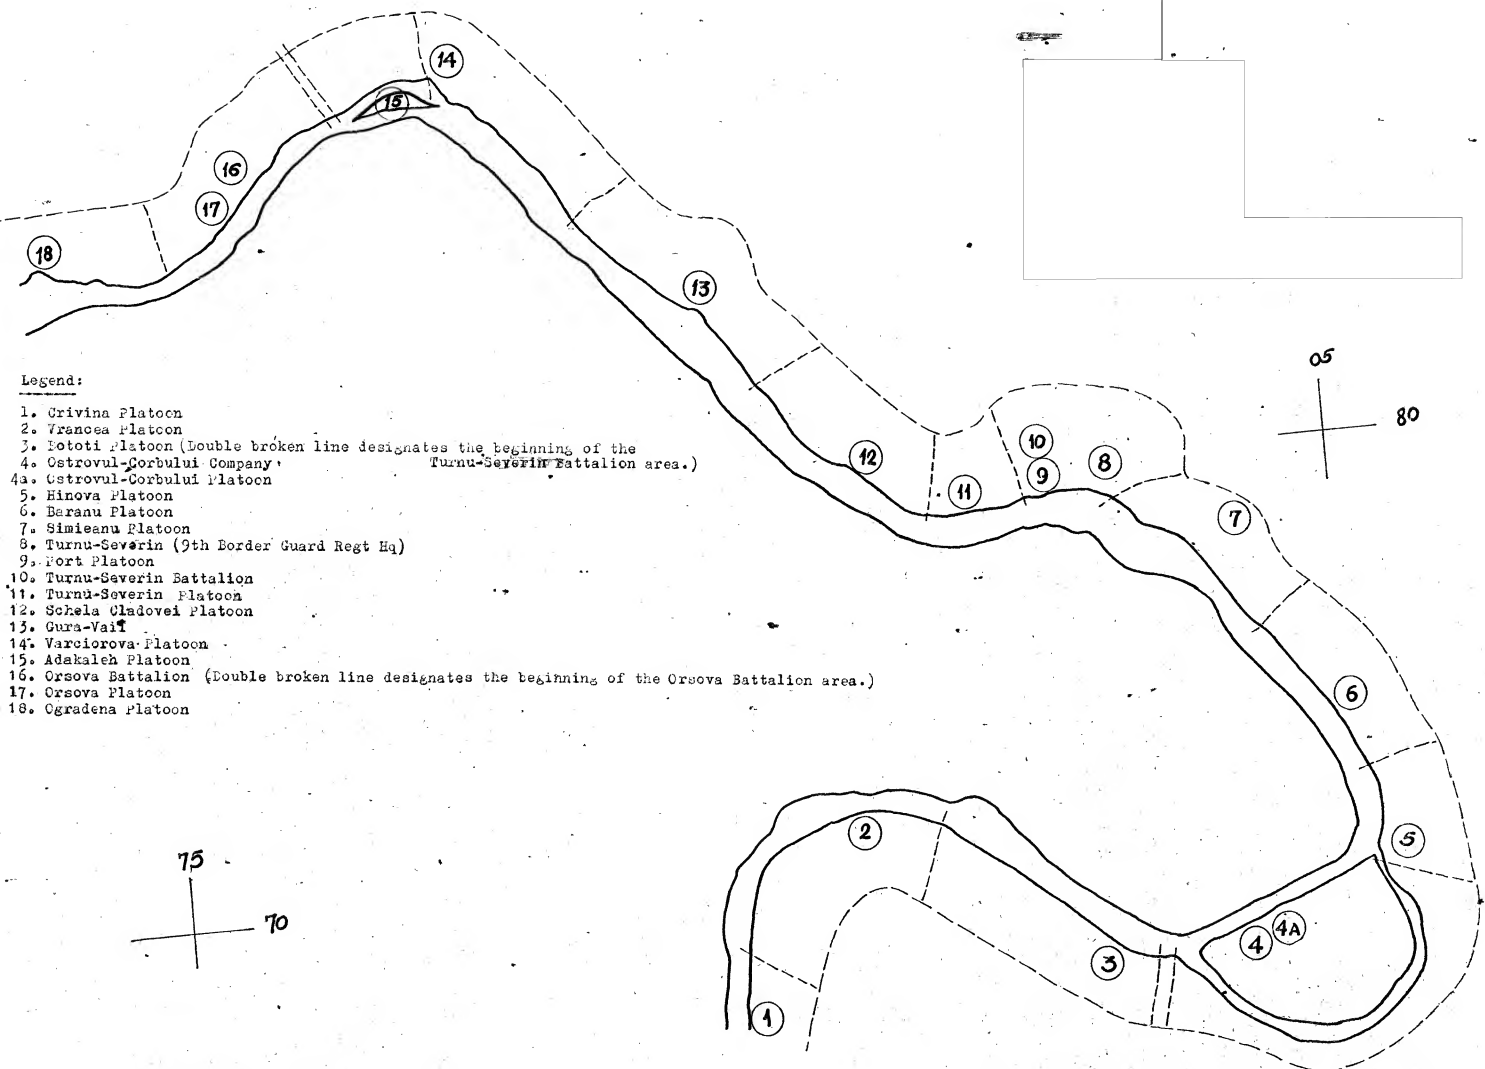 14
15
16
17
18
13
05
80
Legend:
1. Crivina Platoon
2. Vrancea Platoon
3. Bototi Platoon (Double broken line designates the beginning of the
Turnu-Severin Battalion area.)
4. Ostrovul-Corbului Company
4a. Ostrovul-Corbului Platoon
5. Hinova Platoon
6. Baranu Platoon
7. Simieanu Platoon
8. Turnu-Severin (9th Border Guard Regt Hq)
9. Port Platoon
10. Turnu-Severin Battalion
11. Turnu-Severin Platoon
12. Schela Cladovei Platoon
13. Gura-Vaii
14. Varciorova Platoon
15. Adakaleh Platoon
16. Orsova Battalion (Double broken line designates the beginning of the Orsova Battalion area.)
17. Orsova Platoon
18. Ogradena Platoon
10
12
8
9
11
7
6
2
5
75
70
4A
4
3
1